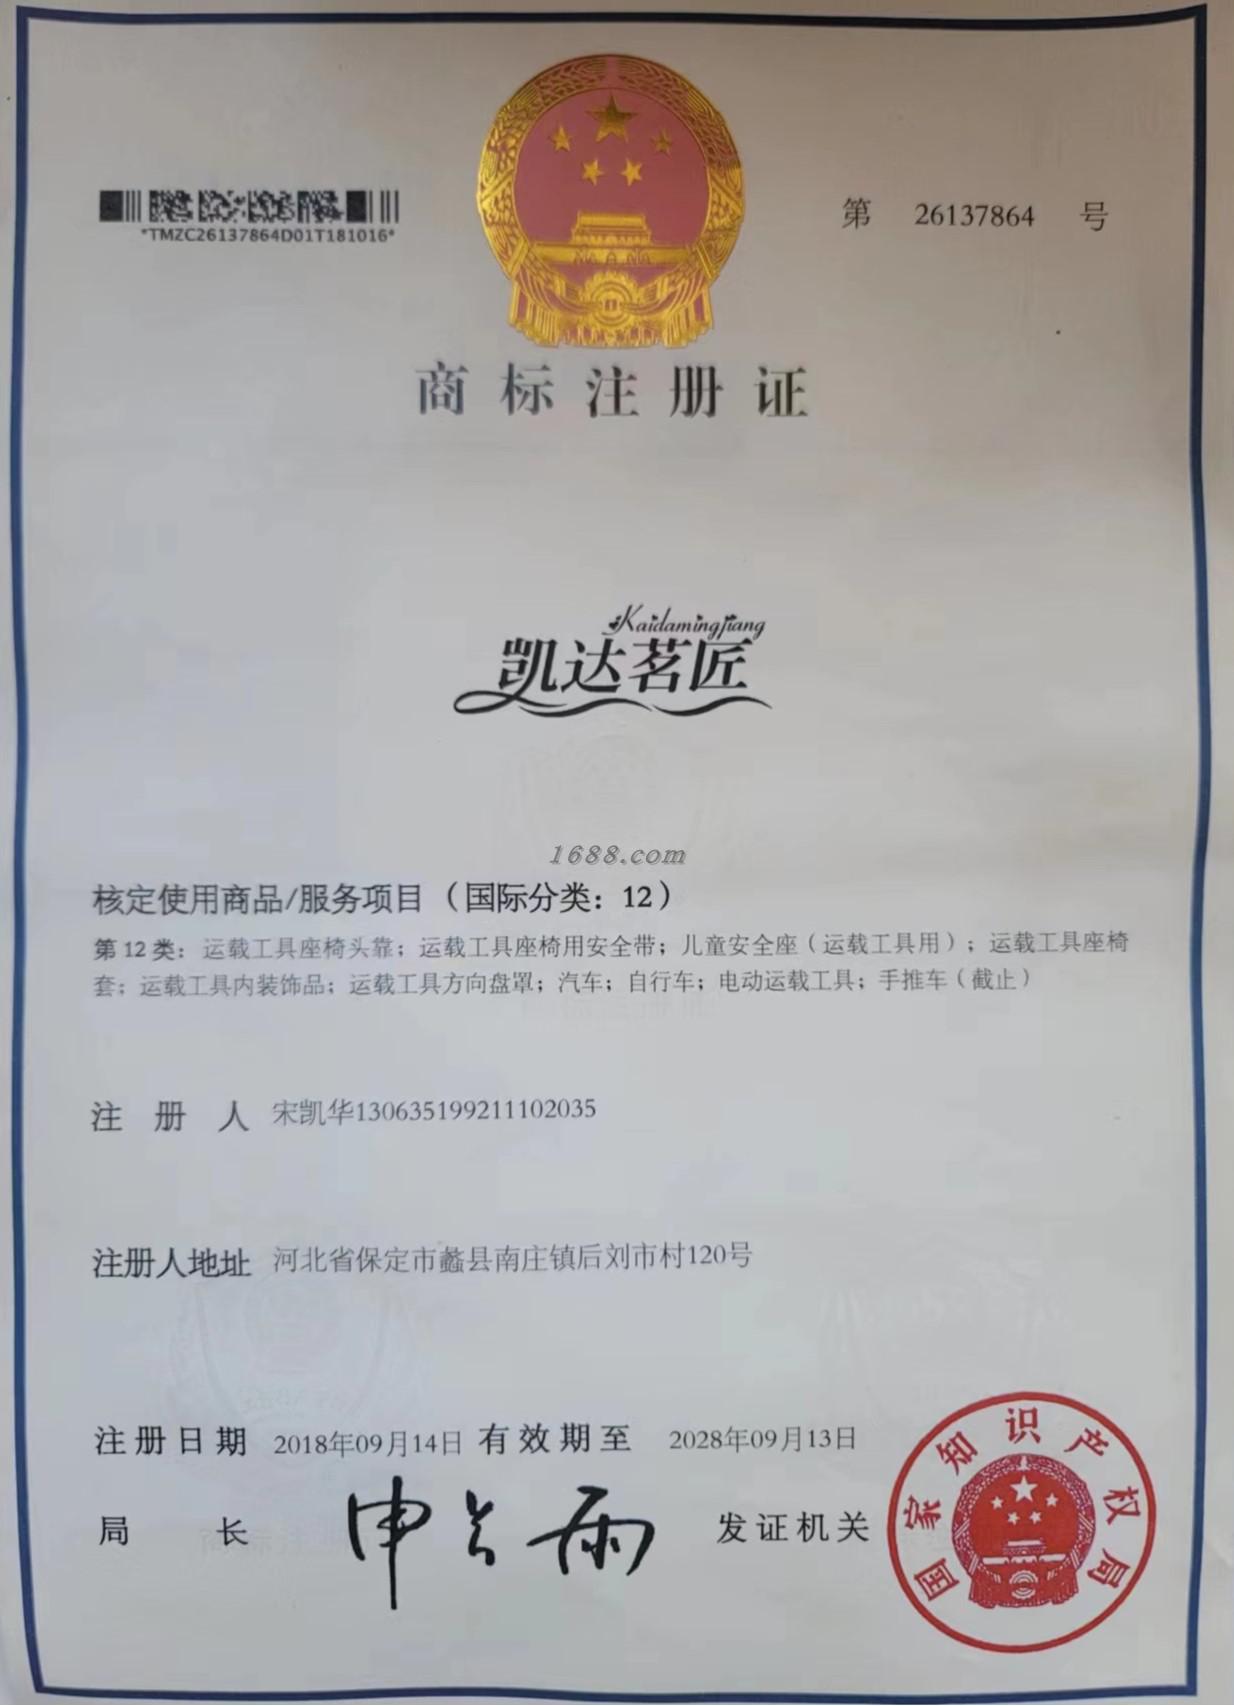 *TMZC26137864D01T181016*
第 26137864 号
商标注册证
Kaidamingjiang
凯达茗匠
1688.com
核定使用商品/服务项目（国际分类：12）
第12类：运载工具座椅头靠；运载工具座椅用安全带；儿童安全座（运载工具用）；运载工具座椅
套；运载工具内装饰品；运载工具方向盘罩；汽车；自行车；电动运载工具；手推车（截止）
注册人 宋凯华130635199211102035
注册人地址 河北省保定市蠡县南庄镇后刘市村120号
注册日期 2018年09月14日 有效期至 2028年09月13日
局长 申长雨 发证机关
国家知识产权局